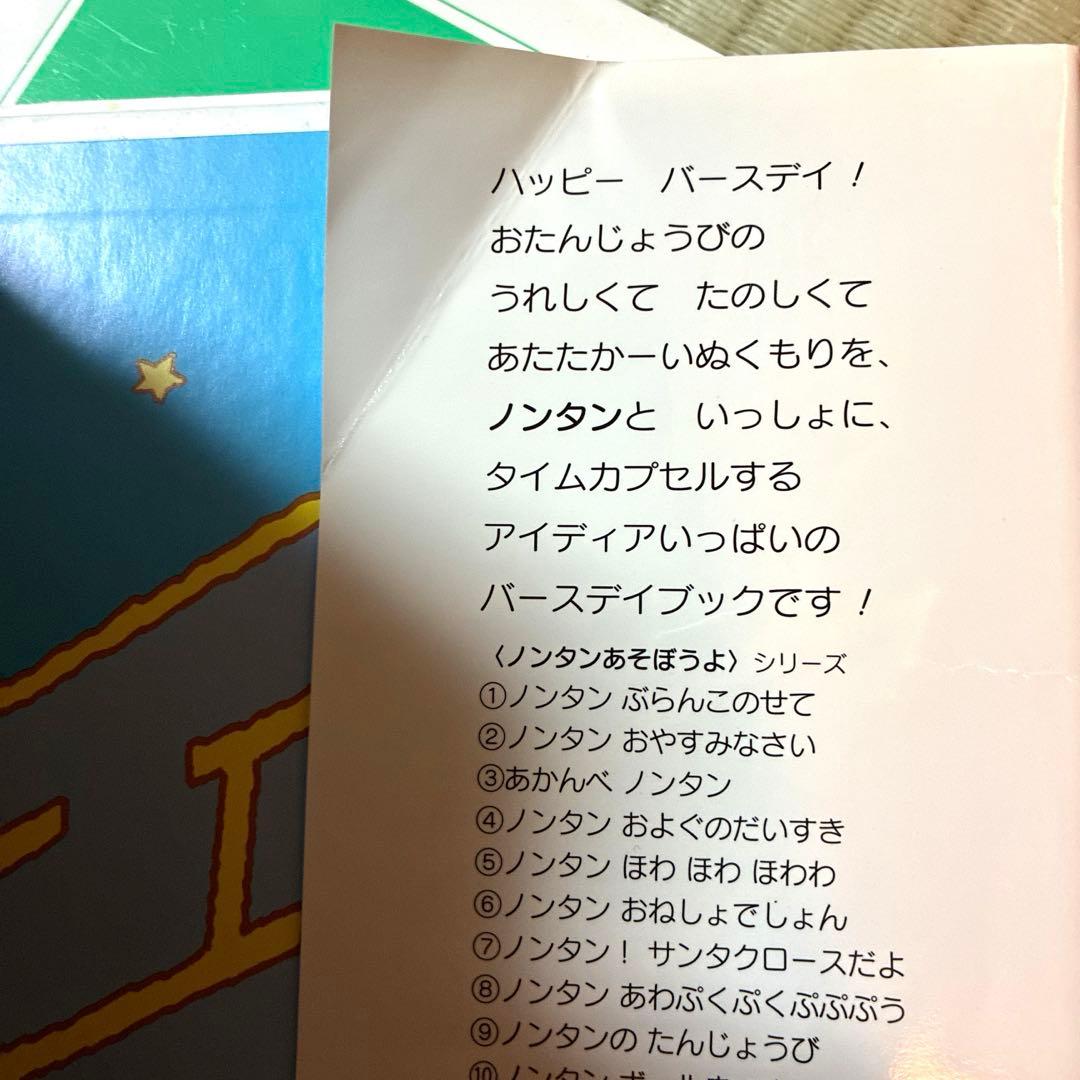 ハッピー　バースデイ！
おたんじょうびの
うれしくて　たのしくて
あたたかーいぬくもりを、
ノンタンと　いっしょに、
タイムカプセルする
アイディアいっぱいの
バースデイブックです！
〈ノンタンあそぼうよ〉シリーズ
①ノンタン ぶらんこのせて
②ノンタン おやすみなさい
③あかんべ ノンタン
④ノンタン およぐのだいすき
⑤ノンタン ほわ ほわ ほわわ
⑥ノンタン おねしょでしょん
⑦ノンタン！ サンタクロースだよ
⑧ノンタン あわぷくぷくぷぷぷう
⑨ノンタンの たんじょうび
⑩ノンタン